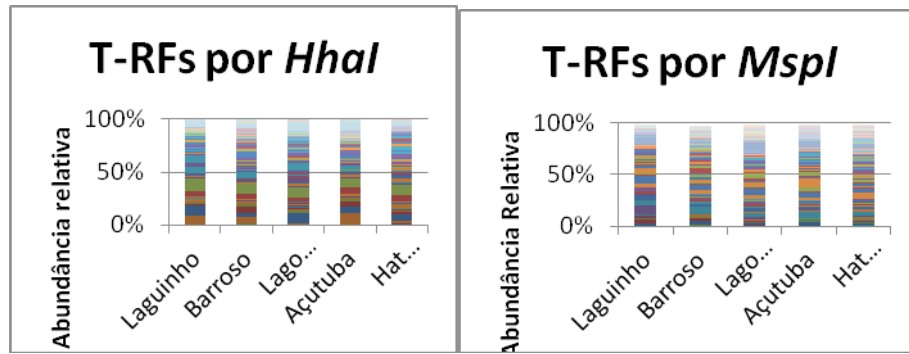 T-RFs por HhaI
100%
50%
0%
Abundância relativa
Laguinho
Barroso
Lago...
Açutuba
Hat...
T-RFs por MspI
100%
50%
0%
Abundância Relativa
Laguinho
Barroso
Lago...
Açutuba
Hat...